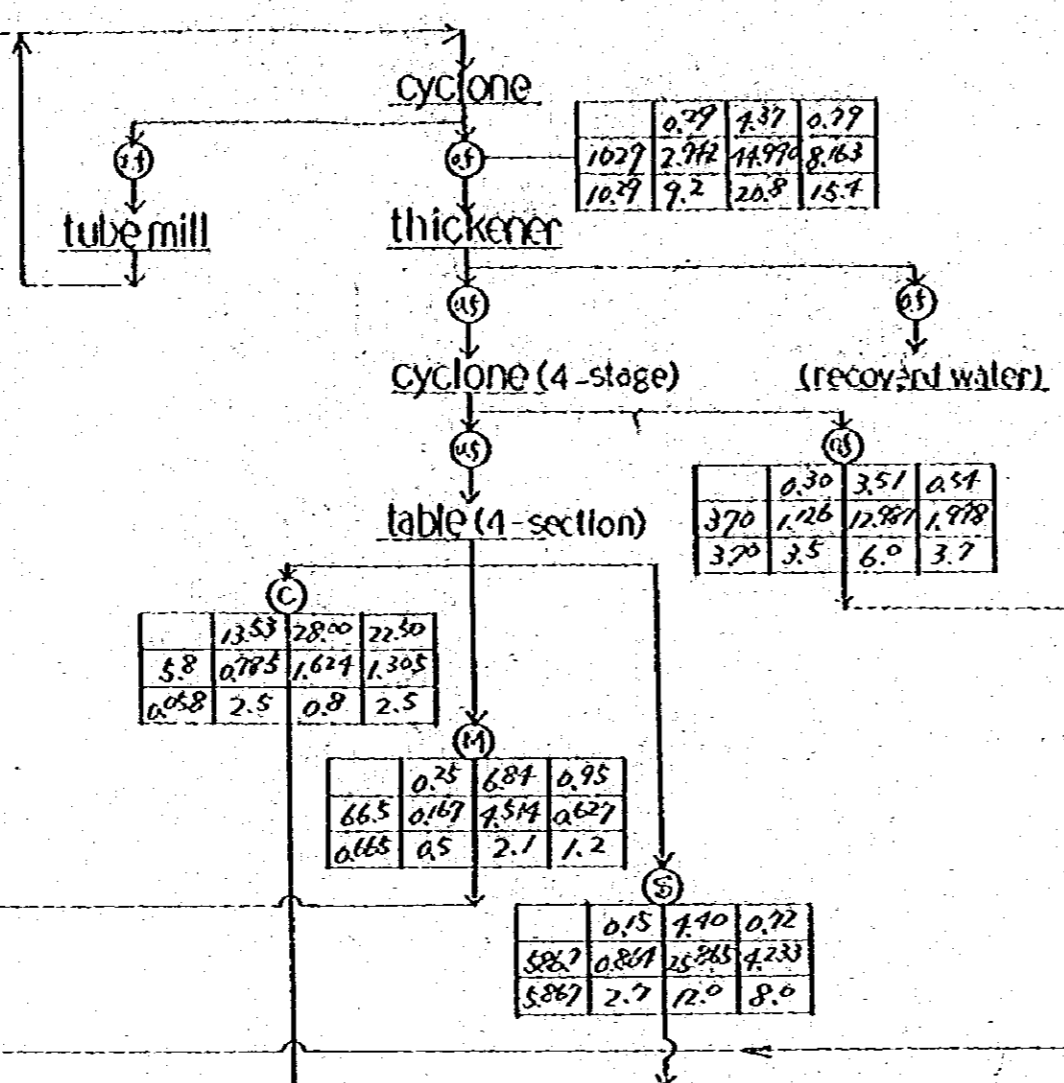 cyclone
0.29 4.37 0.79
u.f o.f 1029 2.942 44.990 8.163
10.29 9.2 20.8 15.4
tube mill thickener
u.f o.f
cyclone (4-stage) (recoverd water)
u.f o.f
0.30 3.51 0.54
table (4-section) 370 1.126 12.987 1.998
3.70 3.5 6.0 3.7
C
13.53 28.00 22.50
5.8 0.785 1.624 1.305
0.058 2.5 0.8 2.5
M
0.25 6.84 0.95
66.5 0.167 4.514 0.627
0.665 0.5 2.1 1.2
S
0.15 4.40 0.72
586.7 0.864 25.865 4.233
5.867 2.7 12.0 8.0